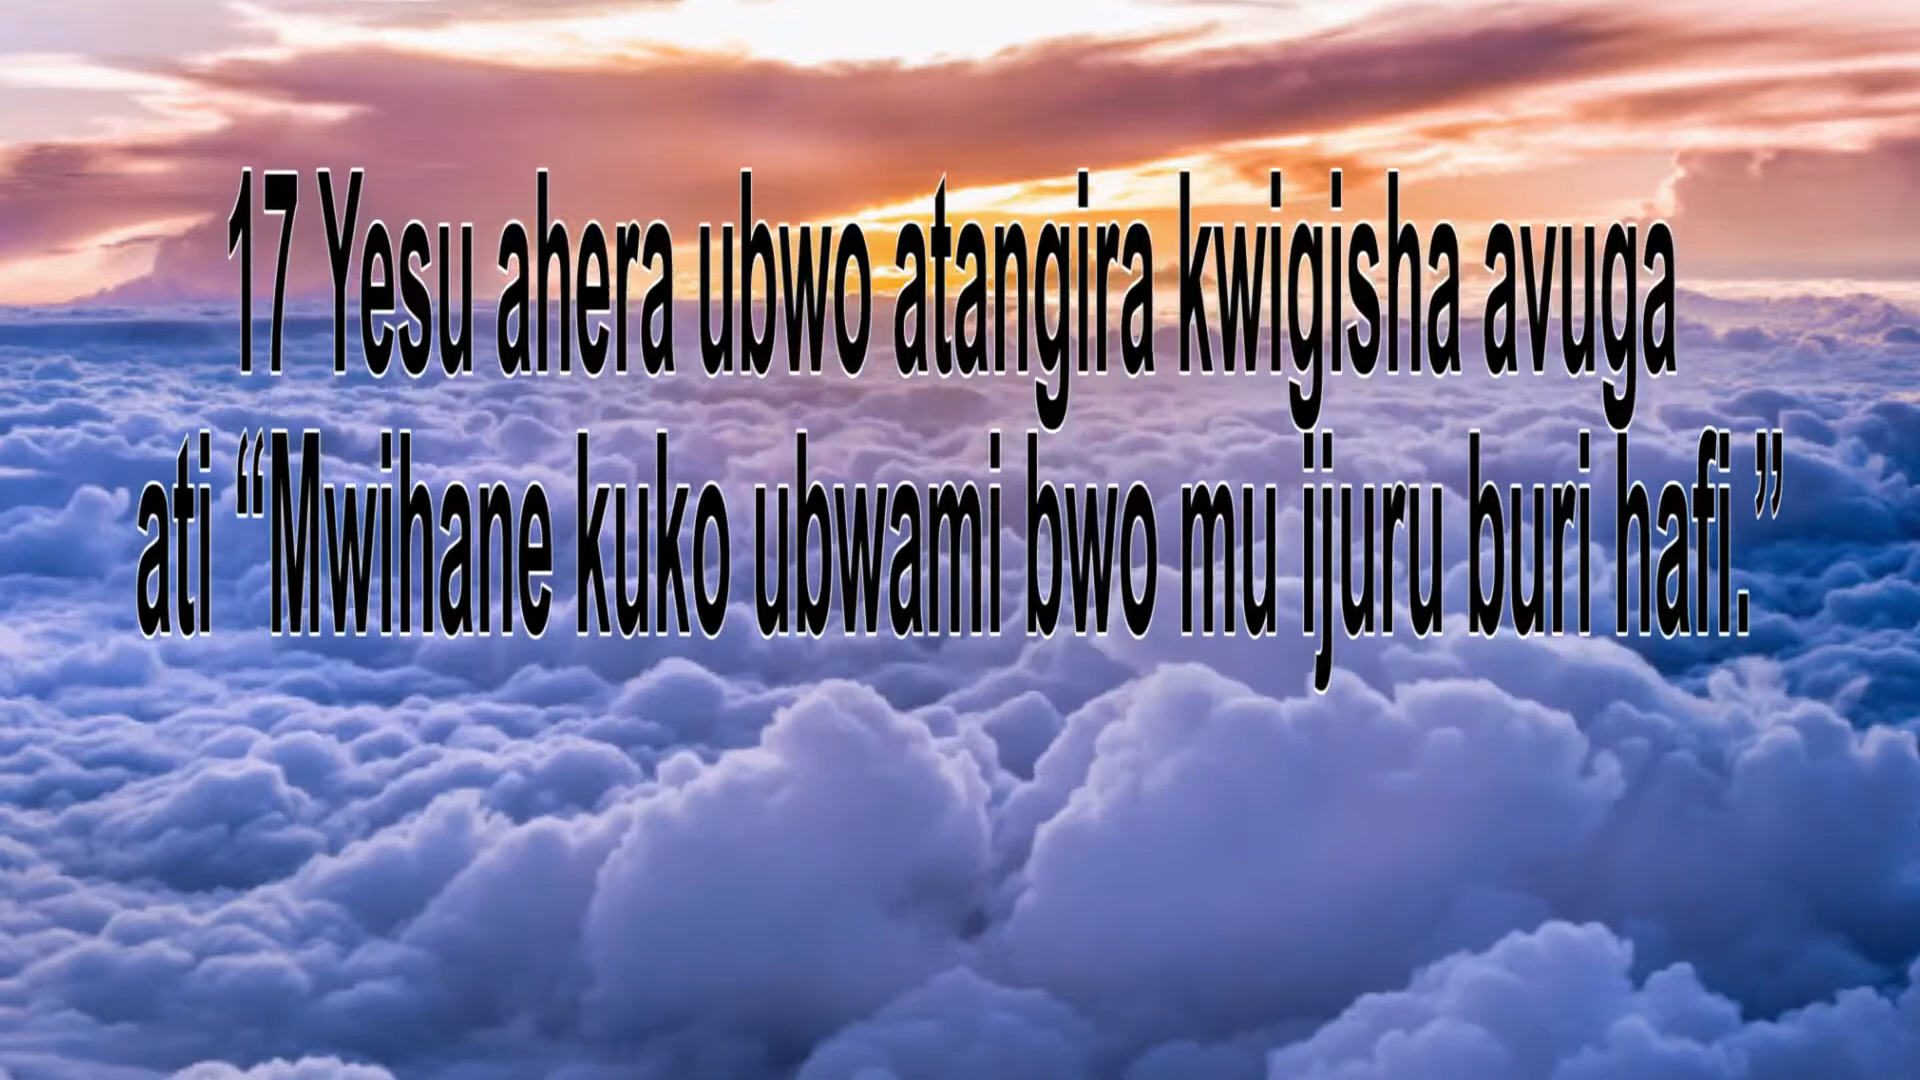 17 Yesu ahera ubwo atangira kwigisha avuga
ati “Mwihane kuko ubwami bwo mu ijuru buri hafi.”